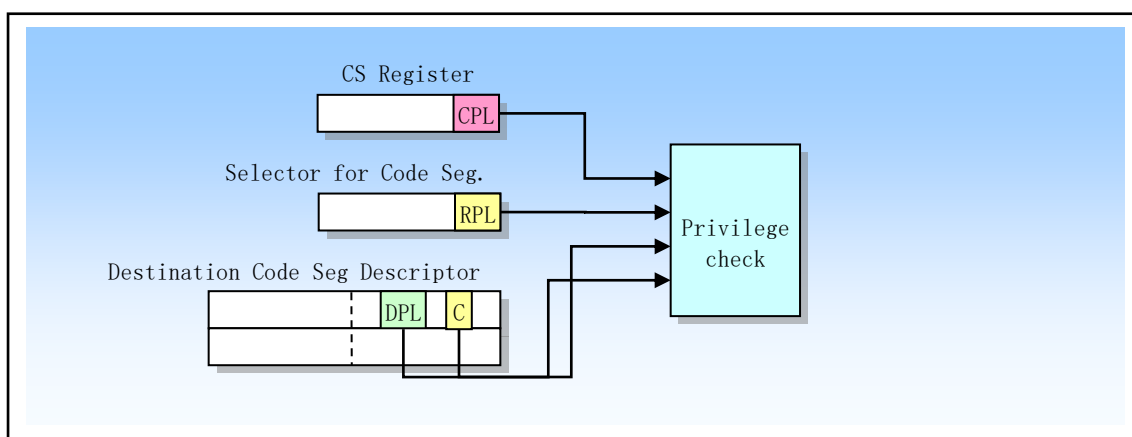 CS Register
CPL
Selector for Code Seg.
RPL
Privilege
check
Destination Code Seg Descriptor
DPL
C